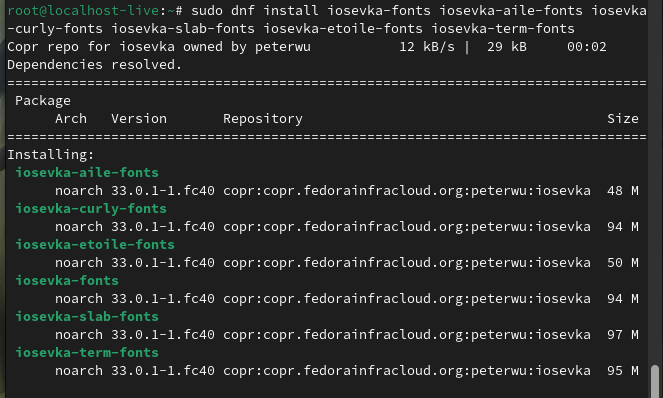 root@localhost-live:~# sudo dnf install iosevka-fonts iosevka-aile-fonts iosevka
-curly-fonts iosevka-slab-fonts iosevka-etoile-fonts iosevka-term-fonts
Copr repo for iosevka owned by peterwu           12 kB/s |  29 kB     00:02
Dependencies resolved.
================================================================================
 Package
      Arch   Version       Repository                                      Size
================================================================================
Installing:
 iosevka-aile-fonts
      noarch 33.0.1-1.fc40 copr:copr.fedorainfracloud.org:peterwu:iosevka  48 M
 iosevka-curly-fonts
      noarch 33.0.1-1.fc40 copr:copr.fedorainfracloud.org:peterwu:iosevka  94 M
 iosevka-etoile-fonts
      noarch 33.0.1-1.fc40 copr:copr.fedorainfracloud.org:peterwu:iosevka  50 M
 iosevka-fonts
      noarch 33.0.1-1.fc40 copr:copr.fedorainfracloud.org:peterwu:iosevka  94 M
 iosevka-slab-fonts
      noarch 33.0.1-1.fc40 copr:copr.fedorainfracloud.org:peterwu:iosevka  97 M
 iosevka-term-fonts
      noarch 33.0.1-1.fc40 copr:copr.fedorainfracloud.org:peterwu:iosevka  95 M